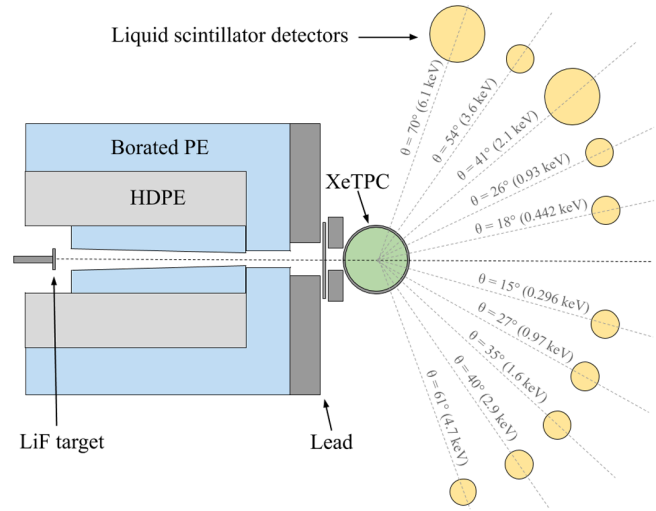 Liquid scintillator detectors
θ = 70° (6.1 keV)
θ = 54° (3.6 keV)
θ = 41° (2.1 keV)
θ = 26° (0.93 keV)
θ = 18° (0.442 keV)
Borated PE
HDPE
XeTPC
θ = 15° (0.296 keV)
θ = 27° (0.97 keV)
θ = 35° (1.6 keV)
θ = 40° (2.9 keV)
θ = 61° (4.7 keV)
LiF target
Lead